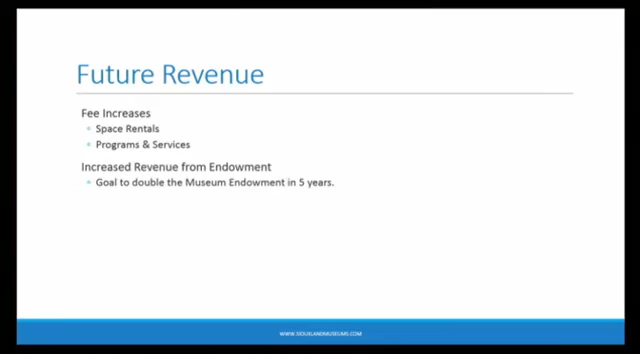 Future Revenue
Fee Increases
Space Rentals
Programs & Services
Increased Revenue from Endowment
Goal to double the Museum Endowment in 5 years.
WWW.SIOUXLANDMUSEUMS.COM